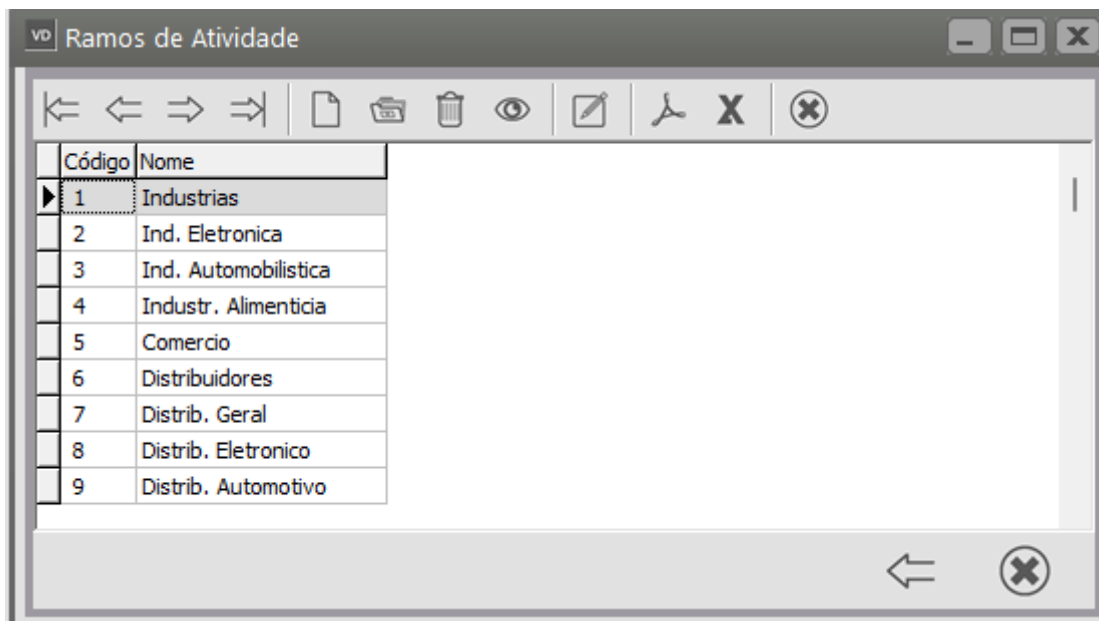 VD Ramos de Atividade
Código Nome
1 Industrias
2 Ind. Eletronica
3 Ind. Automobilistica
4 Industr. Alimenticia
5 Comercio
6 Distribuidores
7 Distrib. Geral
8 Distrib. Eletronico
9 Distrib. Automotivo